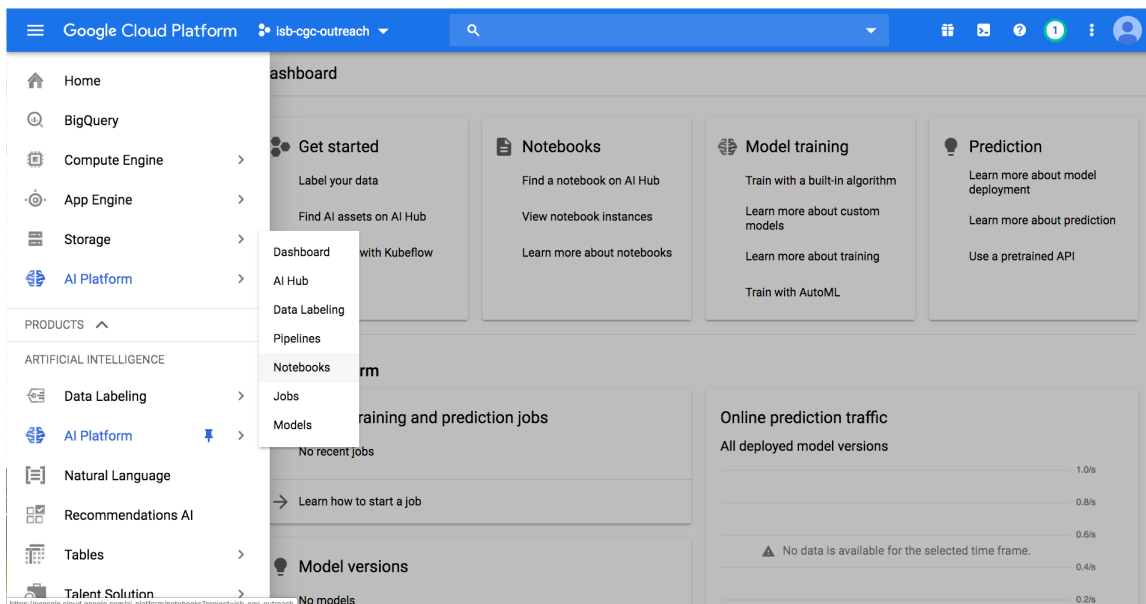 Google Cloud Platform
isb-cgc-outreach
1
Home
BigQuery
Compute Engine
App Engine
Storage
AI Platform
PRODUCTS
ARTIFICIAL INTELLIGENCE
Data Labeling
AI Platform
Natural Language
Recommendations AI
Tables
Talent Solution
Dashboard
AI Hub
Data Labeling
Pipelines
Notebooks
Jobs
Models
ashboard
Get started
Label your data
Find AI assets on AI Hub
with Kubeflow
Notebooks
Find a notebook on AI Hub
View notebook instances
Learn more about notebooks
Model training
Train with a built-in algorithm
Learn more about custom
models
Learn more about training
Train with AutoML
Prediction
Learn more about model
deployment
Learn more about prediction
Use a pretrained API
rm
raining and prediction jobs
No recent jobs
Learn how to start a job
Model versions
No models
Online prediction traffic
All deployed model versions
1.0/s
0.8/s
0.6/s
No data is available for the selected time frame.
0.4/s
0.2/s